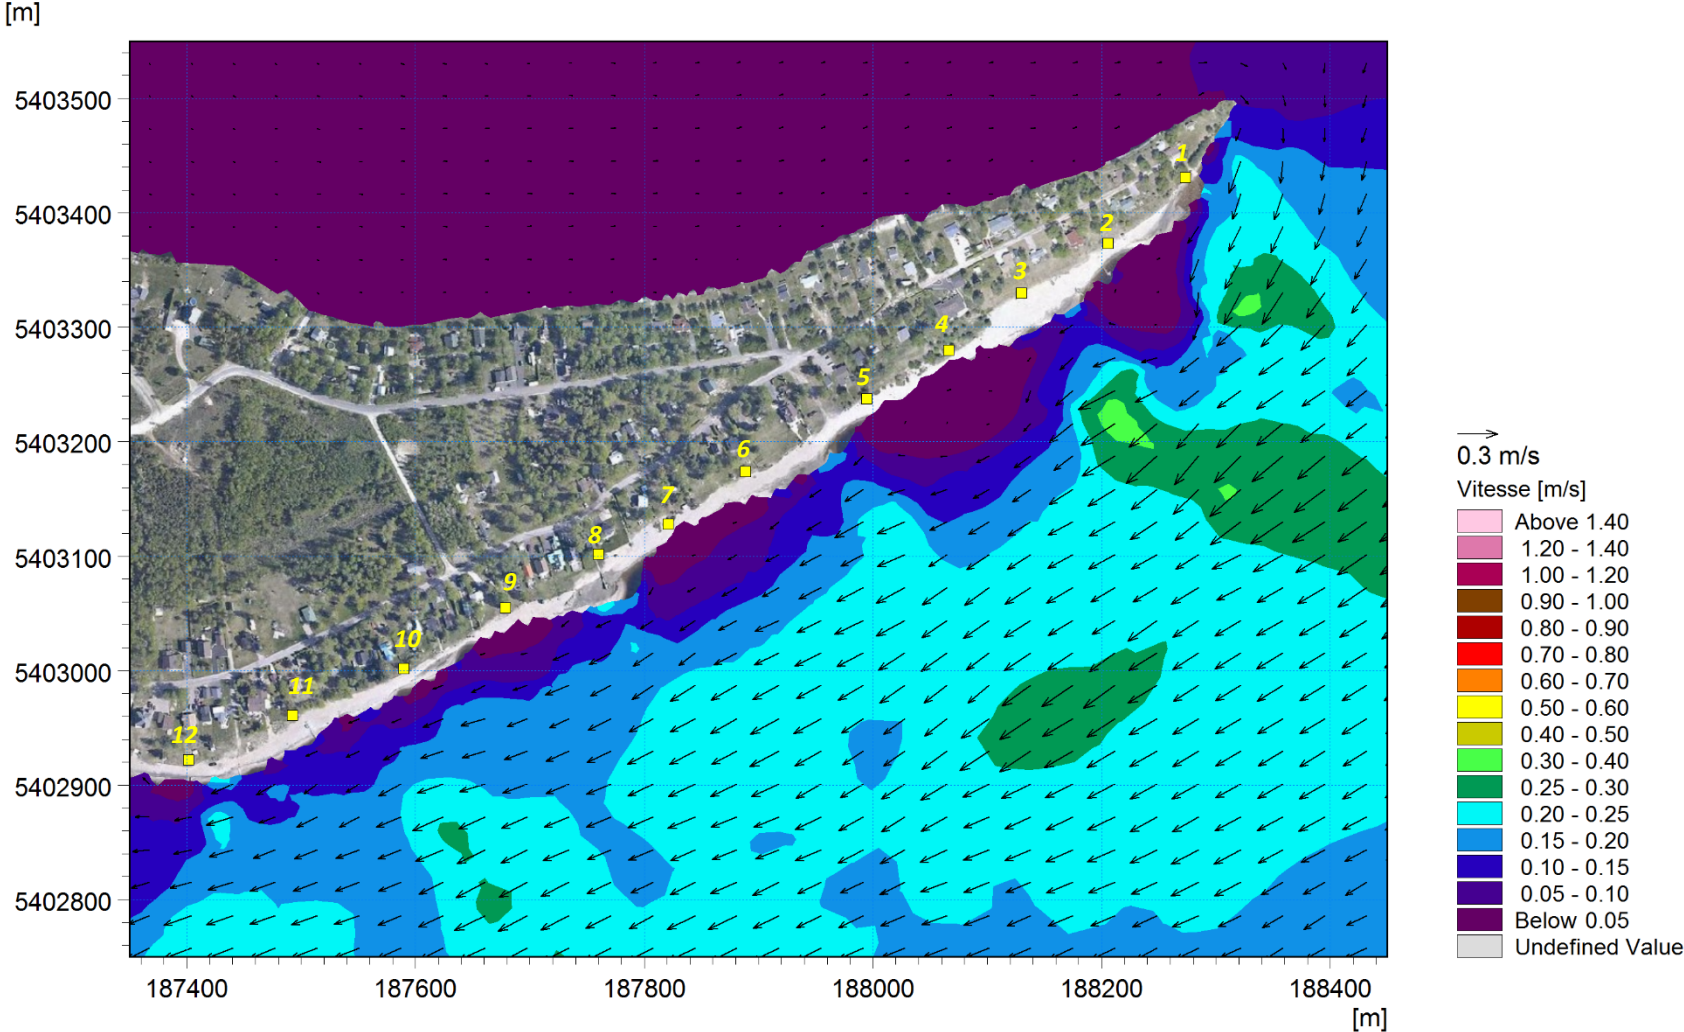 [m]
5403500
5403400
5403300
5403200
5403100
5403000
5402900
5402800
1
2
3
4
5
6
7
8
9
10
11
12
187400
187600
187800
188000
188200
188400
[m]
0.3 m/s
Vitesse [m/s]
Above 1.40
1.20 - 1.40
1.00 - 1.20
0.90 - 1.00
0.80 - 0.90
0.70 - 0.80
0.60 - 0.70
0.50 - 0.60
0.40 - 0.50
0.30 - 0.40
0.25 - 0.30
0.20 - 0.25
0.15 - 0.20
0.10 - 0.15
0.05 - 0.10
Below 0.05
Undefined Value